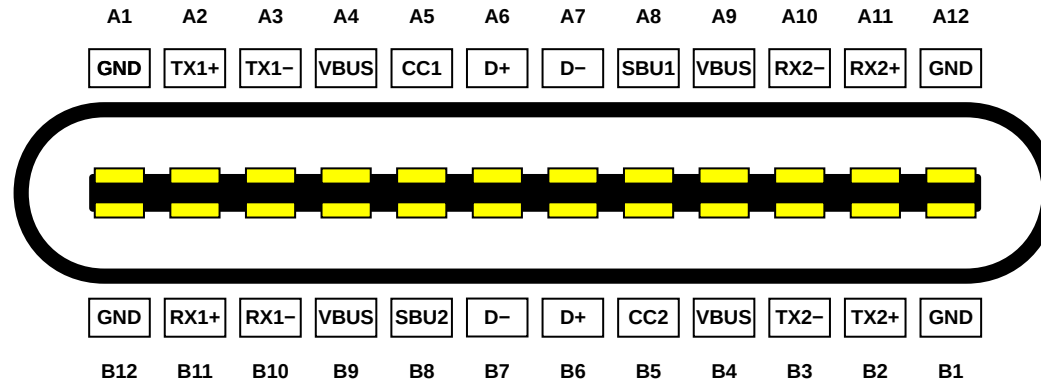 A1 A2 A3 A4 A5 A6 A7 A8 A9 A10 A11 A12
GND TX1+ TX1− VBUS CC1 D+ D− SBU1 VBUS RX2− RX2+ GND
GND RX1+ RX1− VBUS SBU2 D− D+ CC2 VBUS TX2− TX2+ GND
B12 B11 B10 B9 B8 B7 B6 B5 B4 B3 B2 B1